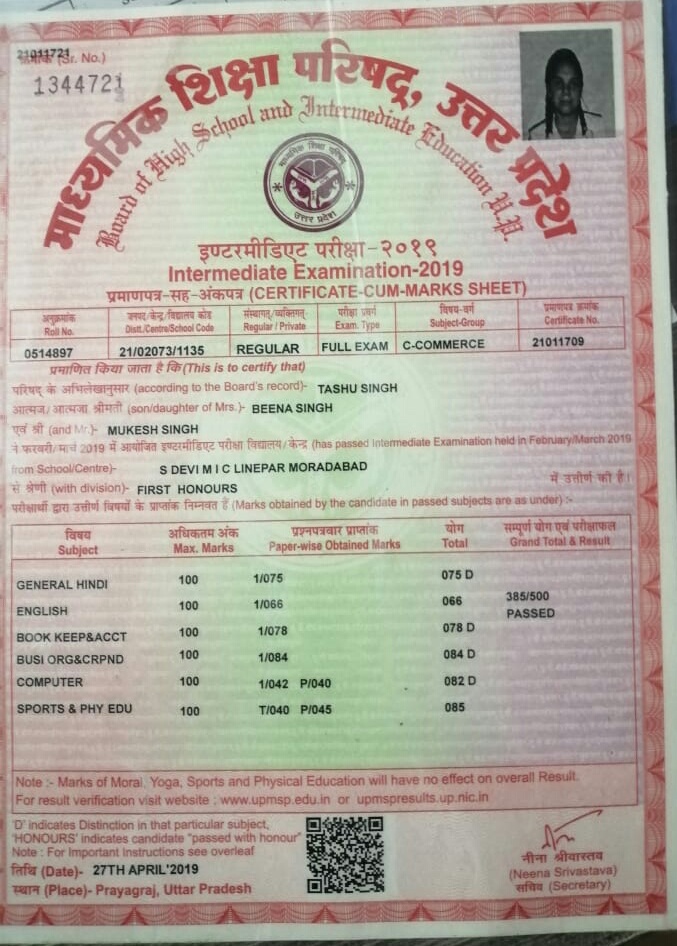 21011721
क्रमांक (Sr. No.)
1344721
माध्यमिक शिक्षा परिषद्, उत्तर प्रदेश
Board of High School and Intermediate Education U.P.
माध्यमिक शिक्षा परिषद्
उत्तर प्रदेश
इण्टरमीडिएट परीक्षा-२०१९
Intermediate Examination-2019
प्रमाणपत्र-सह-अंकपत्र (CERTIFICATE-CUM-MARKS SHEET)
अनुक्रमांक जनपद/केन्द्र/विद्यालय कोड संस्थागत/व्यक्तिगत परीक्षा प्रवर्ग विषय-वर्ग प्रमाणपत्र क्रमांक
Roll No. Distt./Centre/School Code Regular / Private Exam. Type Subject-Group Certificate No.
0514897 21/02073/1135 REGULAR FULL EXAM C-COMMERCE 21011709
प्रमाणित किया जाता है कि (This is to certify that)
परिषद् के अभिलेखानुसार (according to the Board's record)- TASHU SINGH
आत्मज/आत्मजा श्रीमती (son/daughter of Mrs.)- BEENA SINGH
एवं श्री (and Mr.)- MUKESH SINGH
ने फरवरी/मार्च 2019 में आयोजित इण्टरमीडिएट परीक्षा विद्यालय/केन्द्र (has passed Intermediate Examination held in February/March 2019
from School/Centre)- S DEVI M I C LINEPAR MORADABAD
से श्रेणी (with division)- FIRST HONOURS में उत्तीर्ण की है।
परीक्षार्थी द्वारा उत्तीर्ण विषयों के प्राप्तांक निम्नवत हैं (Marks obtained by the candidate in passed subjects are as under) :-
विषय अधिकतम अंक प्रश्नपत्रवार प्राप्तांक योग सम्पूर्ण योग एवं परीक्षाफल
Subject Max. Marks Paper-wise Obtained Marks Total Grand Total & Result
GENERAL HINDI 100 1/075 075 D
ENGLISH 100 1/066 066 385/500
PASSED
BOOK KEEP&ACCT 100 1/078 078 D
BUSI ORG&CRPND 100 1/084 084 D
COMPUTER 100 1/042 P/040 082 D
SPORTS & PHY EDU 100 T/040 P/045 085
Note :- Marks of Moral, Yoga, Sports and Physical Education will have no effect on overall Result.
For result verification visit website : www.upmsp.edu.in or upmspresults.up.nic.in
'D' indicates Distinction in that particular subject,
'HONOURS' indicates candidate "passed with honour"
Note : For Important Instructions see overleaf
तिथि (Date)- 27TH APRIL'2019
स्थान (Place)- Prayagraj, Uttar Pradesh
नीना श्रीवास्तव
(Neena Srivastava)
सचिव (Secretary)